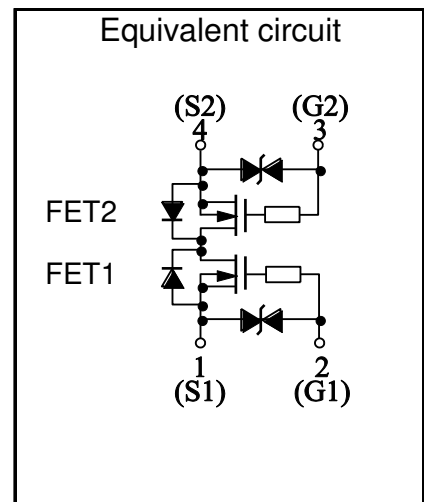 Equivalent circuit
(S2) (G2)
4 3
FET2
FET1
1 2
(S1) (G1)